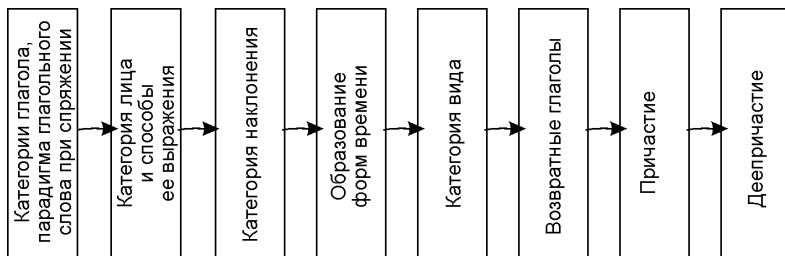 Категории глагола,
парадигма глагольного
слова при спряжении
Категория лица
и способы
ее выражения
Категория наклонения
Образование
форм времени
Категория вида
Возвратные глаголы
Причастие
Деепричастие